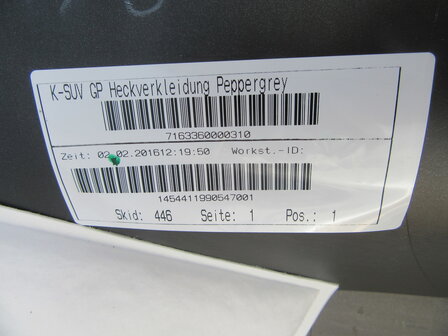 K-SUV GP Heckverkleidung Peppergrey
7163360000310
Zeit: 02.02.201612:19:50 Workst.-ID:
1454411990547001
Skid: 446 Seite: 1 Pos.: 1